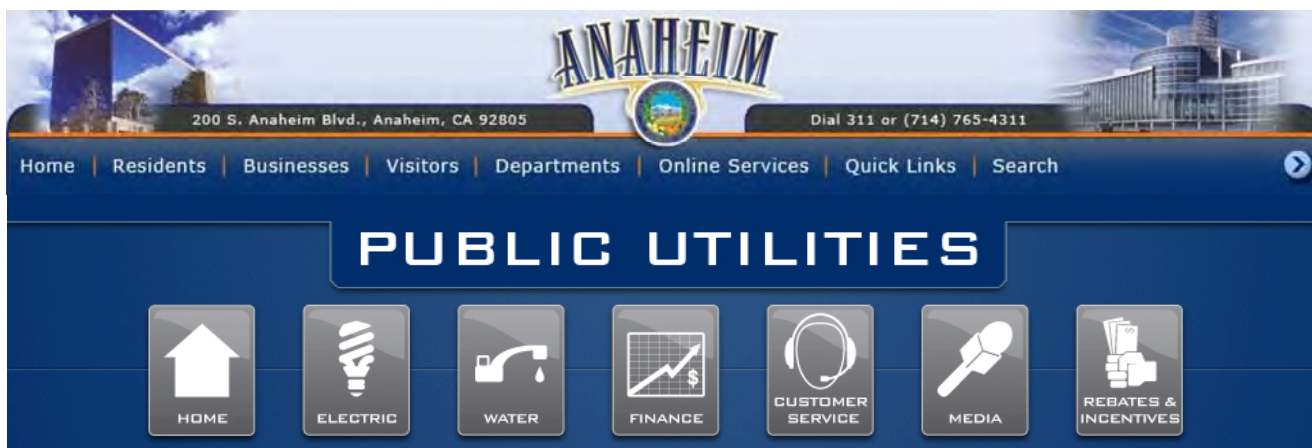 ANAHEIM
200 S. Anaheim Blvd., Anaheim, CA 92805
Dial 311 or (714) 765-4311
Home | Residents | Businesses | Visitors | Departments | Online Services | Quick Links | Search
PUBLIC UTILITIES
HOME
ELECTRIC
WATER
$
FINANCE
CUSTOMER
SERVICE
MEDIA
$
REBATES &
INCENTIVES